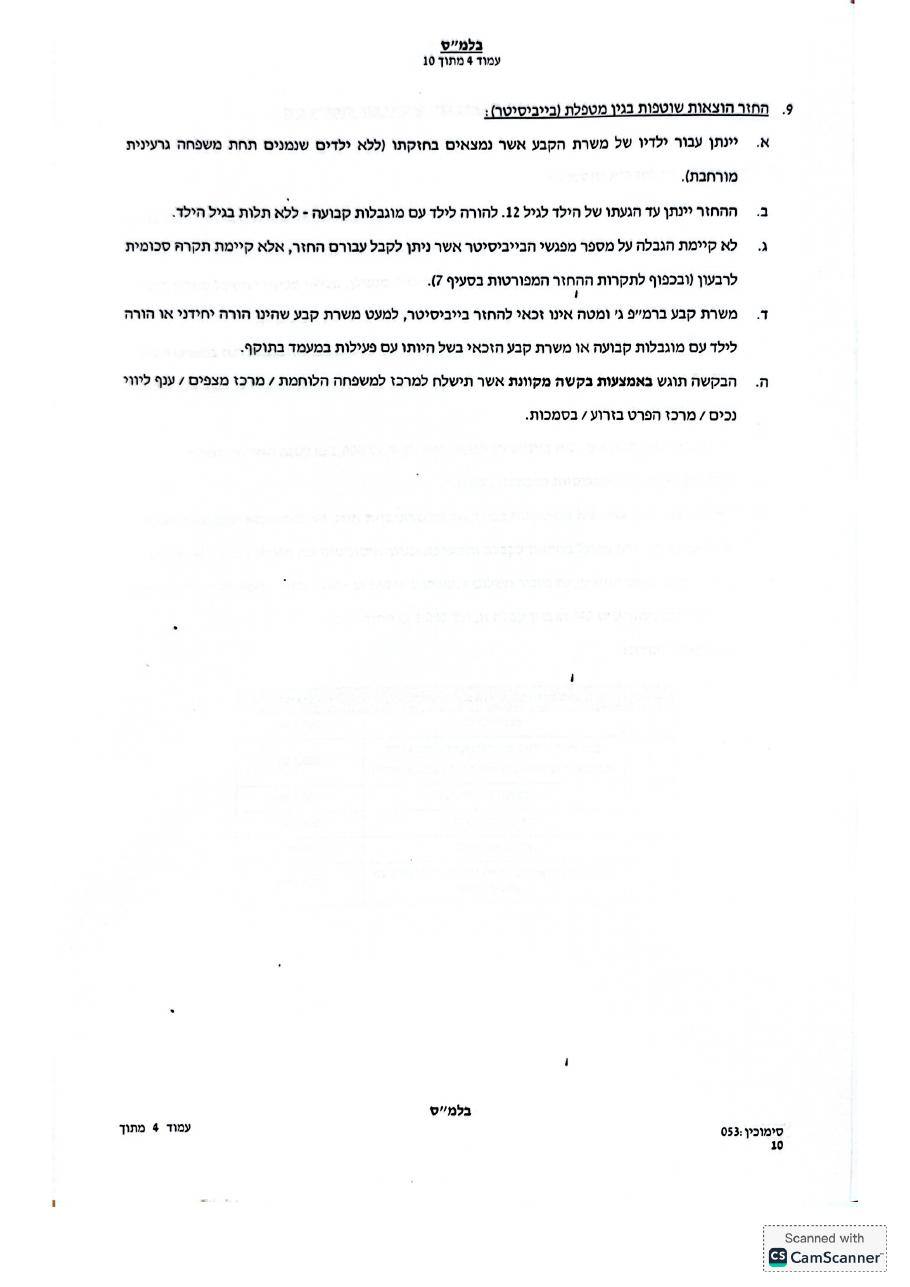 בלמ"ס
עמוד 4 מתוך 10
9. החזר הוצאות שוטפות בגין מטפלת (בייביסיטר):
א. יינתן עבור ילדיו של משרת הקבע אשר נמצאים בחזקתו (ללא ילדים שנמנים תחת משפחה גרעינית
מורחבת).
ב. ההחזר יינתן עד הגעתו של הילד לגיל 12. להורה לילד עם מוגבלות קבועה - ללא תלות בגיל הילד.
ג. לא קיימת הגבלה על מספר מפגשי הבייביסיטר אשר ניתן לקבל עבורם החזר, אלא קיימת תקרה סכומית
לרבעון (ובכפוף לתקרות ההחזר המפורטות בסעיף 7).
ד. משרת קבע ברמ"פ ג' ומטה אינו זכאי להחזר בייביסיטר, למעט משרת קבע שהינו הורה יחידני או הורה
לילד עם מוגבלות קבועה או משרת קבע הזכאי בשל היותו עם פעילות במעמד בתוקף.
ה. הבקשה תוגש באמצעות בקשה מקוונת אשר תישלח למרכז למשפחה הלוחמת / מרכז מצפים / ענף ליווי
נכים / מרכז הפרט בזרוע / בסמכות.
בלמ"ס
סימוכין: 053 עמוד 4 מתוך
10
Scanned with
CS CamScanner